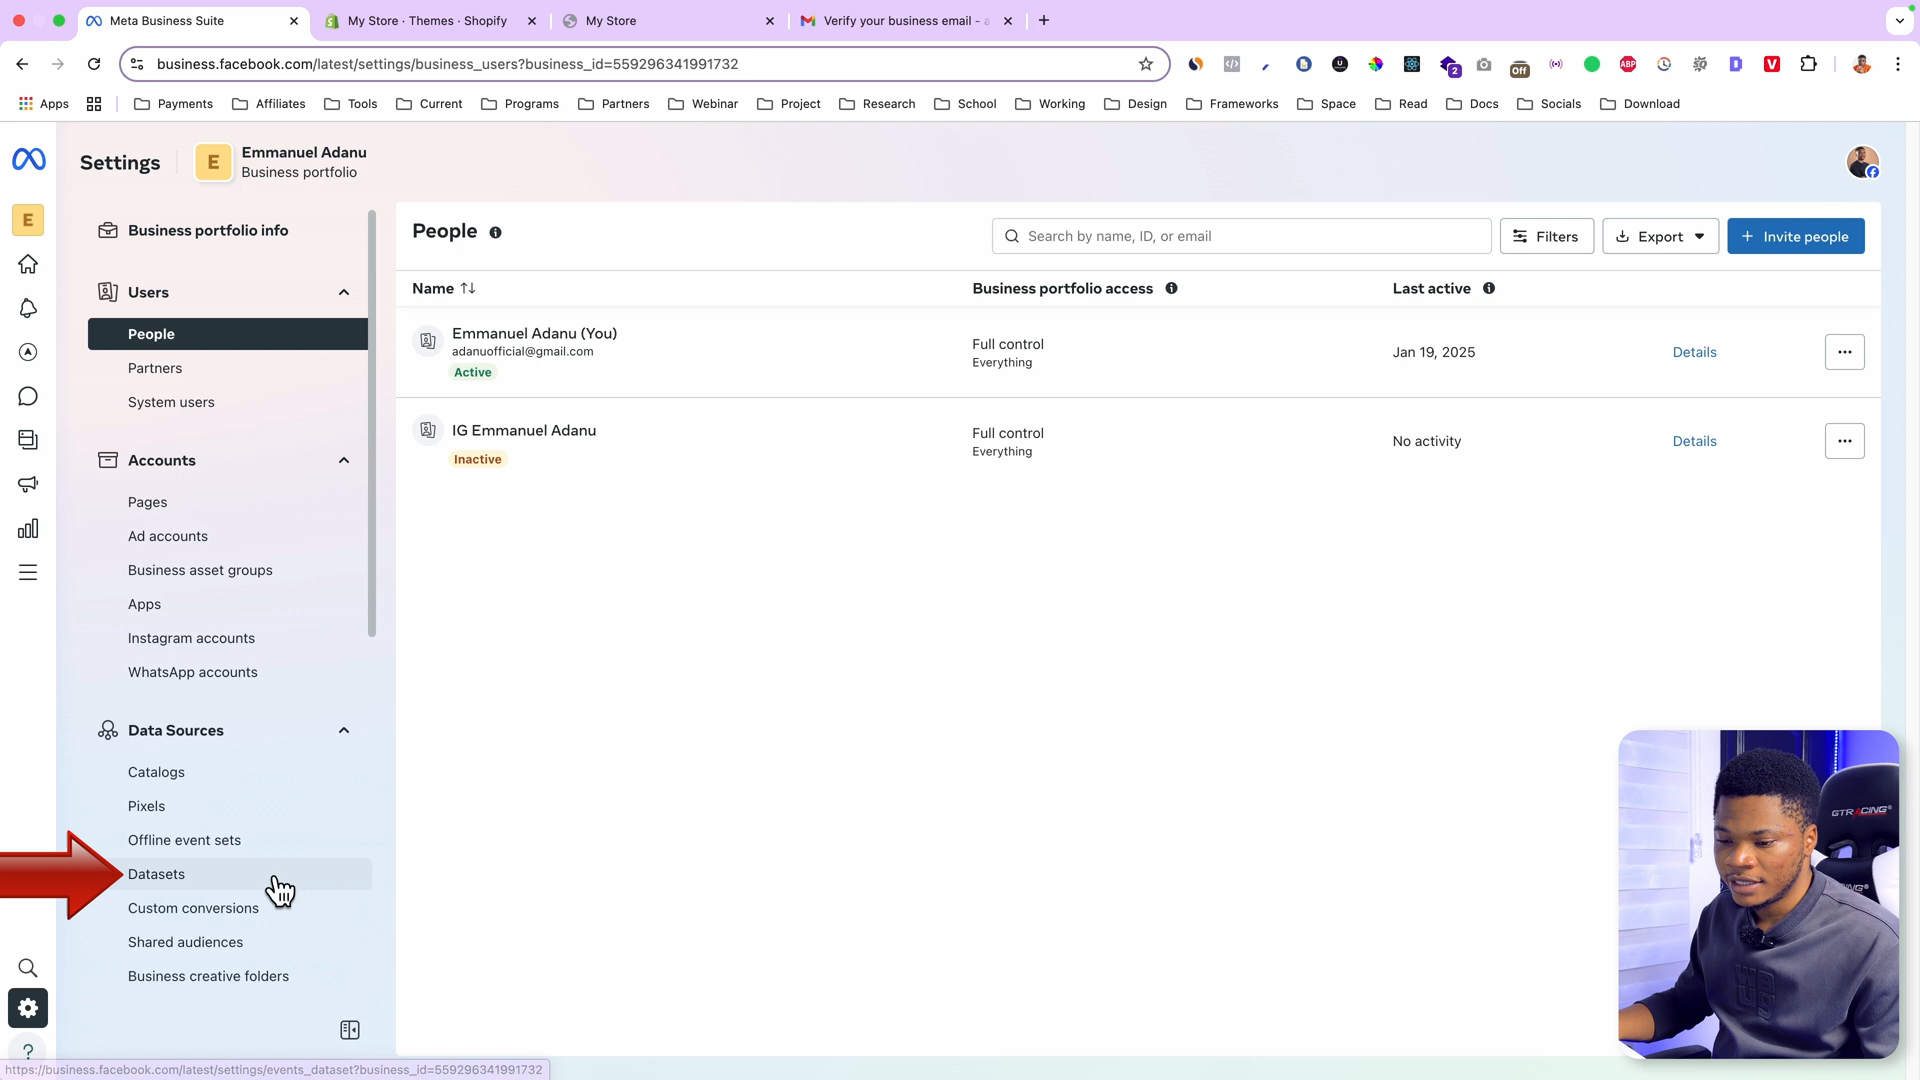 Meta Business Suite
My Store · Themes · Shopify
My Store
Verify your business email - a
business.facebook.com/latest/settings/business_users?business_id=559296341991732
2
Off
ABP
Apps
Payments
Affiliates
Tools
Current
Programs
Partners
Webinar
Project
Research
School
Working
Design
Frameworks
Space
Read
Docs
Socials
Download
Settings
E
Emmanuel Adanu
Business portfolio
E
Business portfolio info
Users
People
Partners
System users
Accounts
Pages
Ad accounts
Business asset groups
Apps
Instagram accounts
WhatsApp accounts
Data Sources
Catalogs
Pixels
Offline event sets
Datasets
Custom conversions
Shared audiences
Business creative folders
People
Search by name, ID, or email
Filters
Export
+ Invite people
Name
Business portfolio access
Last active
Emmanuel Adanu (You)
adanuofficial@gmail.com
Active
Full control
Everything
Jan 19, 2025
Details
IG Emmanuel Adanu
Inactive
Full control
Everything
No activity
Details
GTRACING
?
https://business.facebook.com/latest/settings/events_dataset?business_id=559296341991732